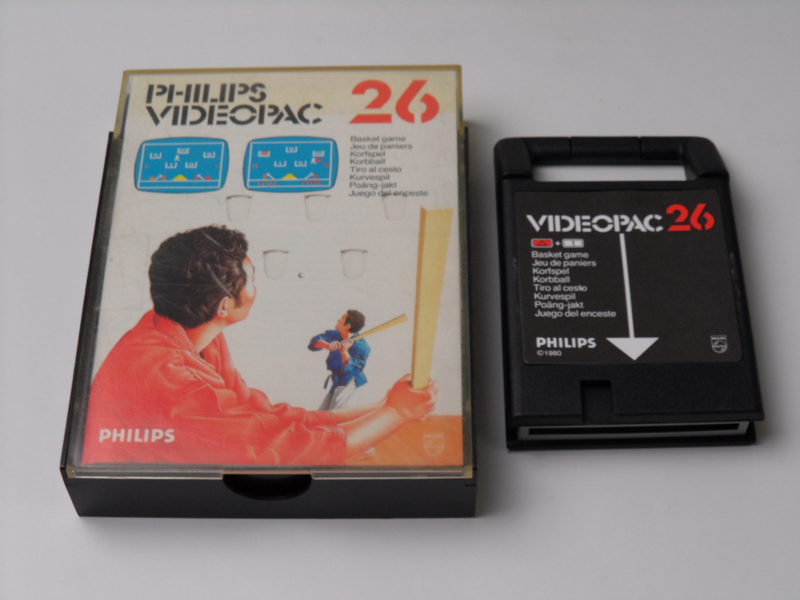 PHILIPS
VIDEOPAC 26
Basket game
Jeu de paniers
Korfspel
Korbball
Tiro al cesto
Kurvespil
Poäng-jakt
Juego del enceste
PHILIPS
VIDEOPAC 26
Basket game
Jeu de paniers
Korfspel
Korbball
Tiro al cesto
Kurvespil
Poäng-jakt
Juego del enceste
PHILIPS
©1980